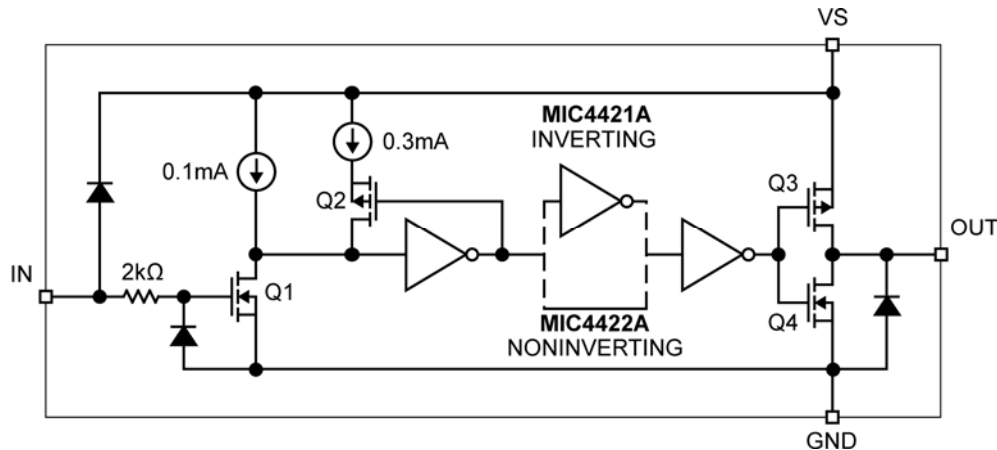 VS
MIC4421A
INVERTING
0.3mA
0.1mA
Q2
Q3
OUT
IN
2kΩ
Q1
Q4
MIC4422A
NONINVERTING
GND